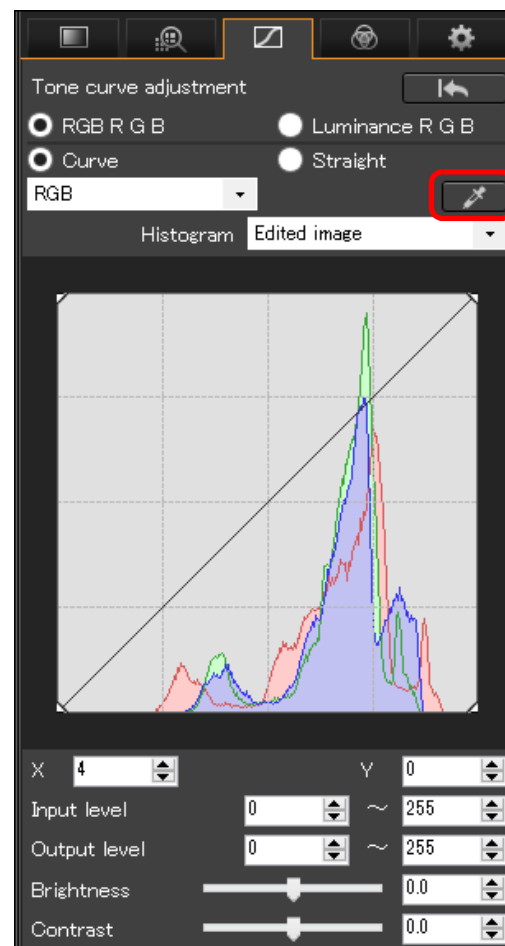 Tone curve adjustment
RGB R G B Luminance R G B
Curve Straight
RGB
Histogram Edited image
X 4 Y 0
Input level 0 ~ 255
Output level 0 ~ 255
Brightness 0.0
Contrast 0.0